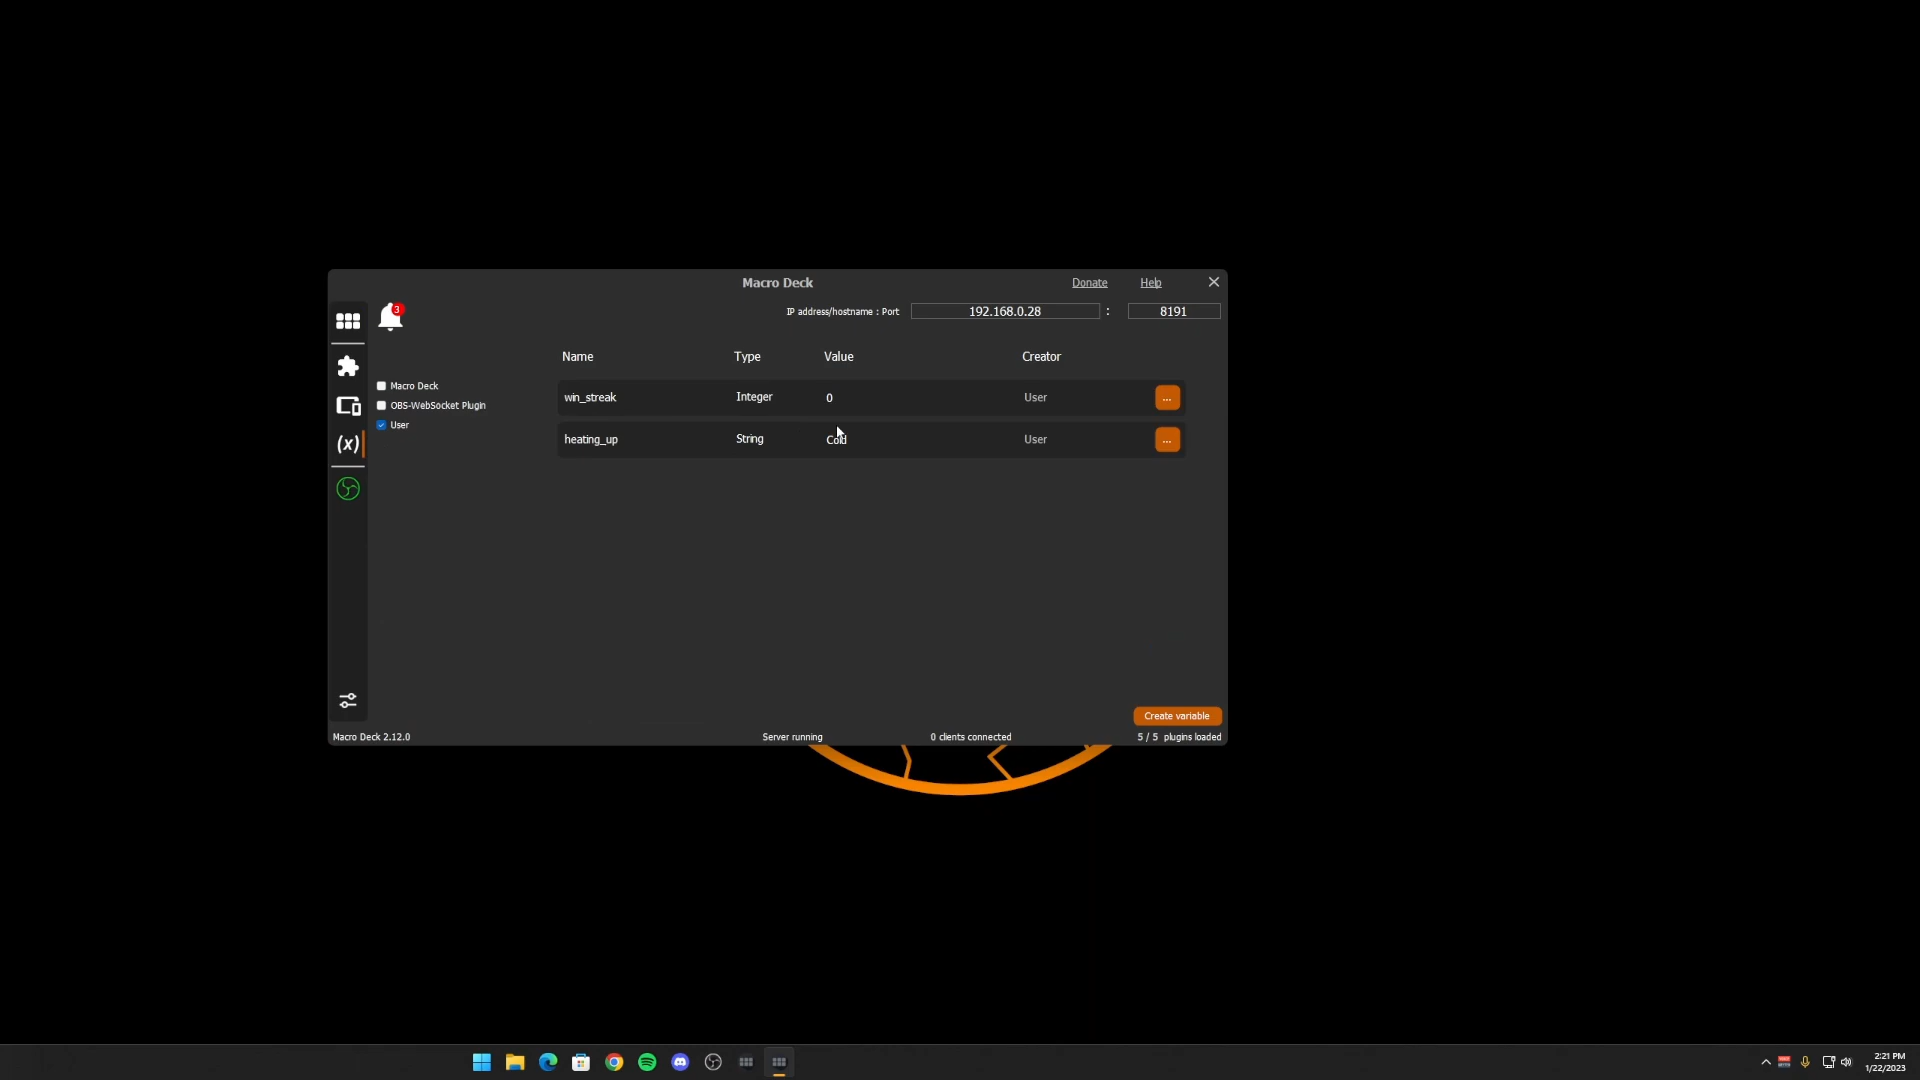 Macro Deck
Donate
Help
3
IP address/hostname : Port
192.168.0.28
:
8191
Name
Type
Value
Creator
Macro Deck
OBS-WebSocket Plugin
User
win_streak
Integer
0
User
...
(x)
heating_up
String
Cold
User
...
Create variable
Macro Deck 2.12.0
Server running
0 clients connected
5 / 5 plugins loaded
2:21 PM
1/22/2023